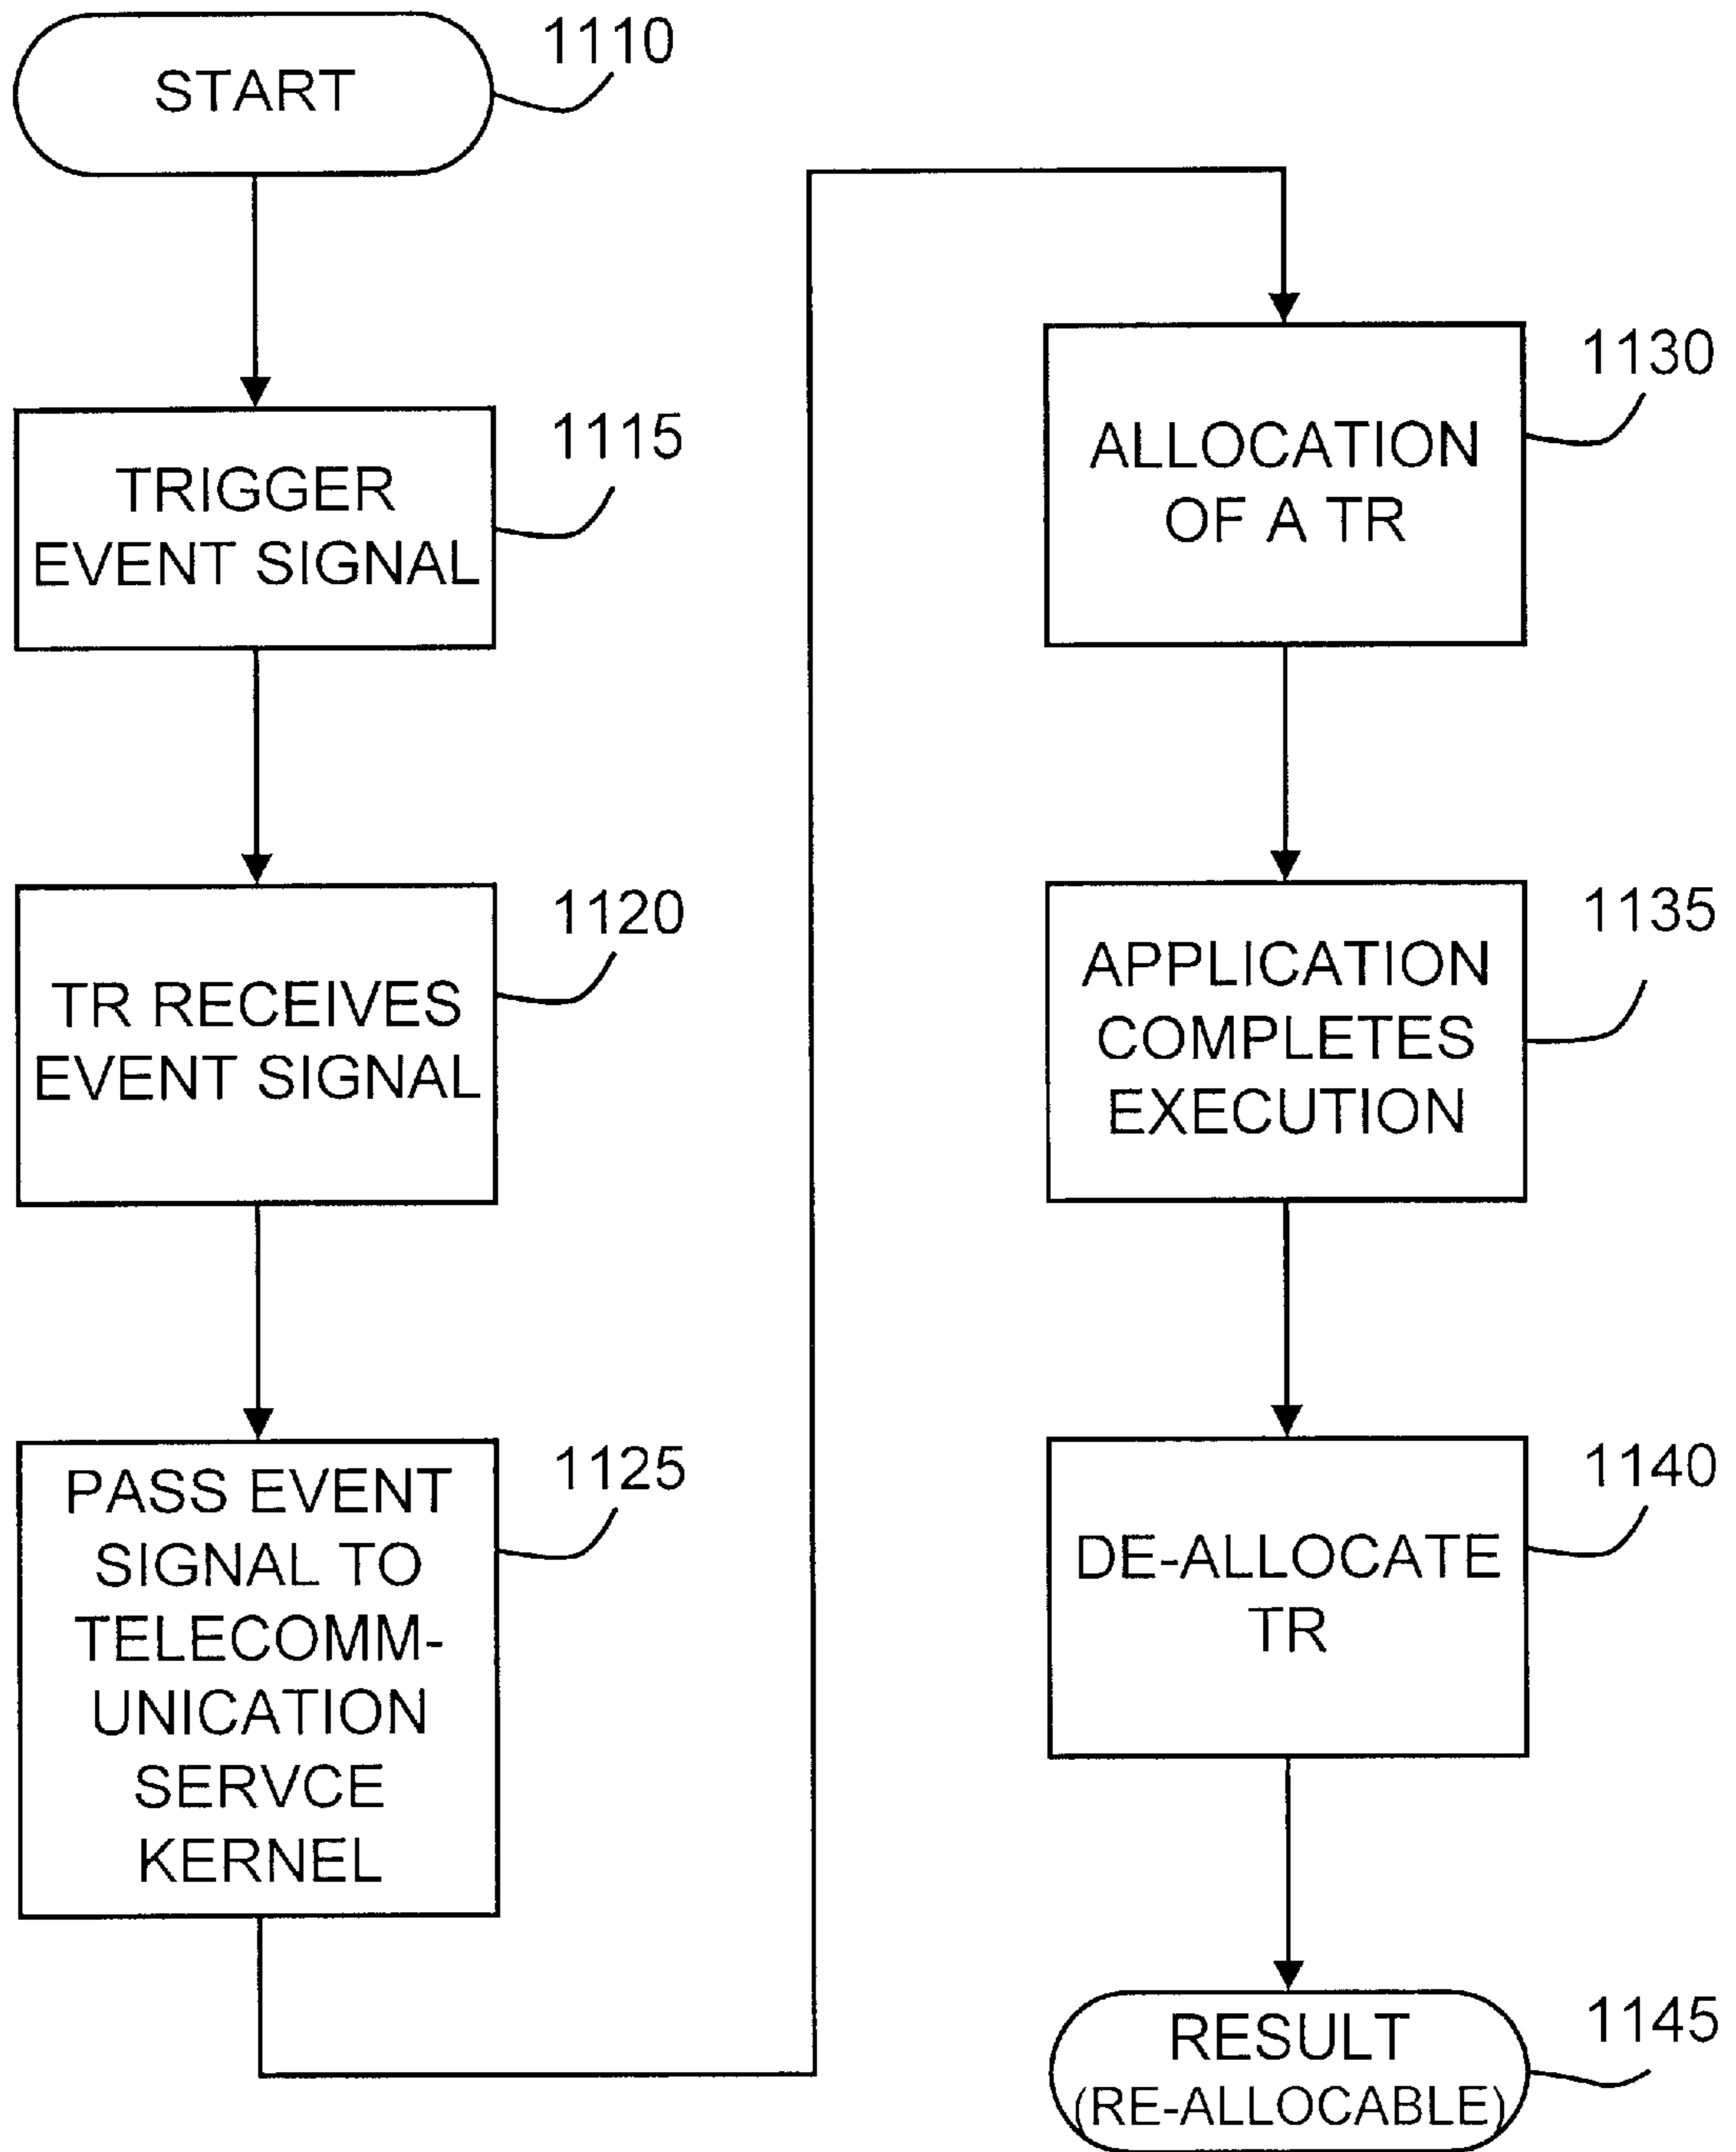 START
1110
TRIGGER
EVENT SIGNAL
1115
TR RECEIVES
EVENT SIGNAL
1120
PASS EVENT
SIGNAL TO
TELECOMM-
UNICATION
SERVCE
KERNEL
1125
ALLOCATION
OF A TR
1130
APPLICATION
COMPLETES
EXECUTION
1135
DE-ALLOCATE
TR
1140
RESULT
(RE-ALLOCABLE)
1145